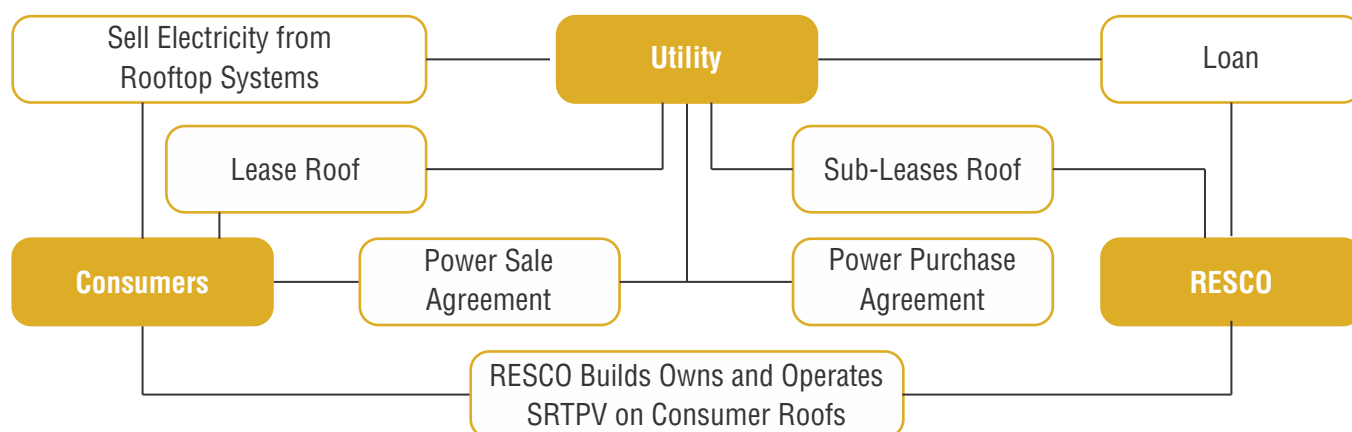 Sell Electricity from
Rooftop Systems
Utility
Loan
Lease Roof
Sub-Leases Roof
Consumers
Power Sale
Agreement
Power Purchase
Agreement
RESCO
RESCO Builds Owns and Operates
SRTPV on Consumer Roofs